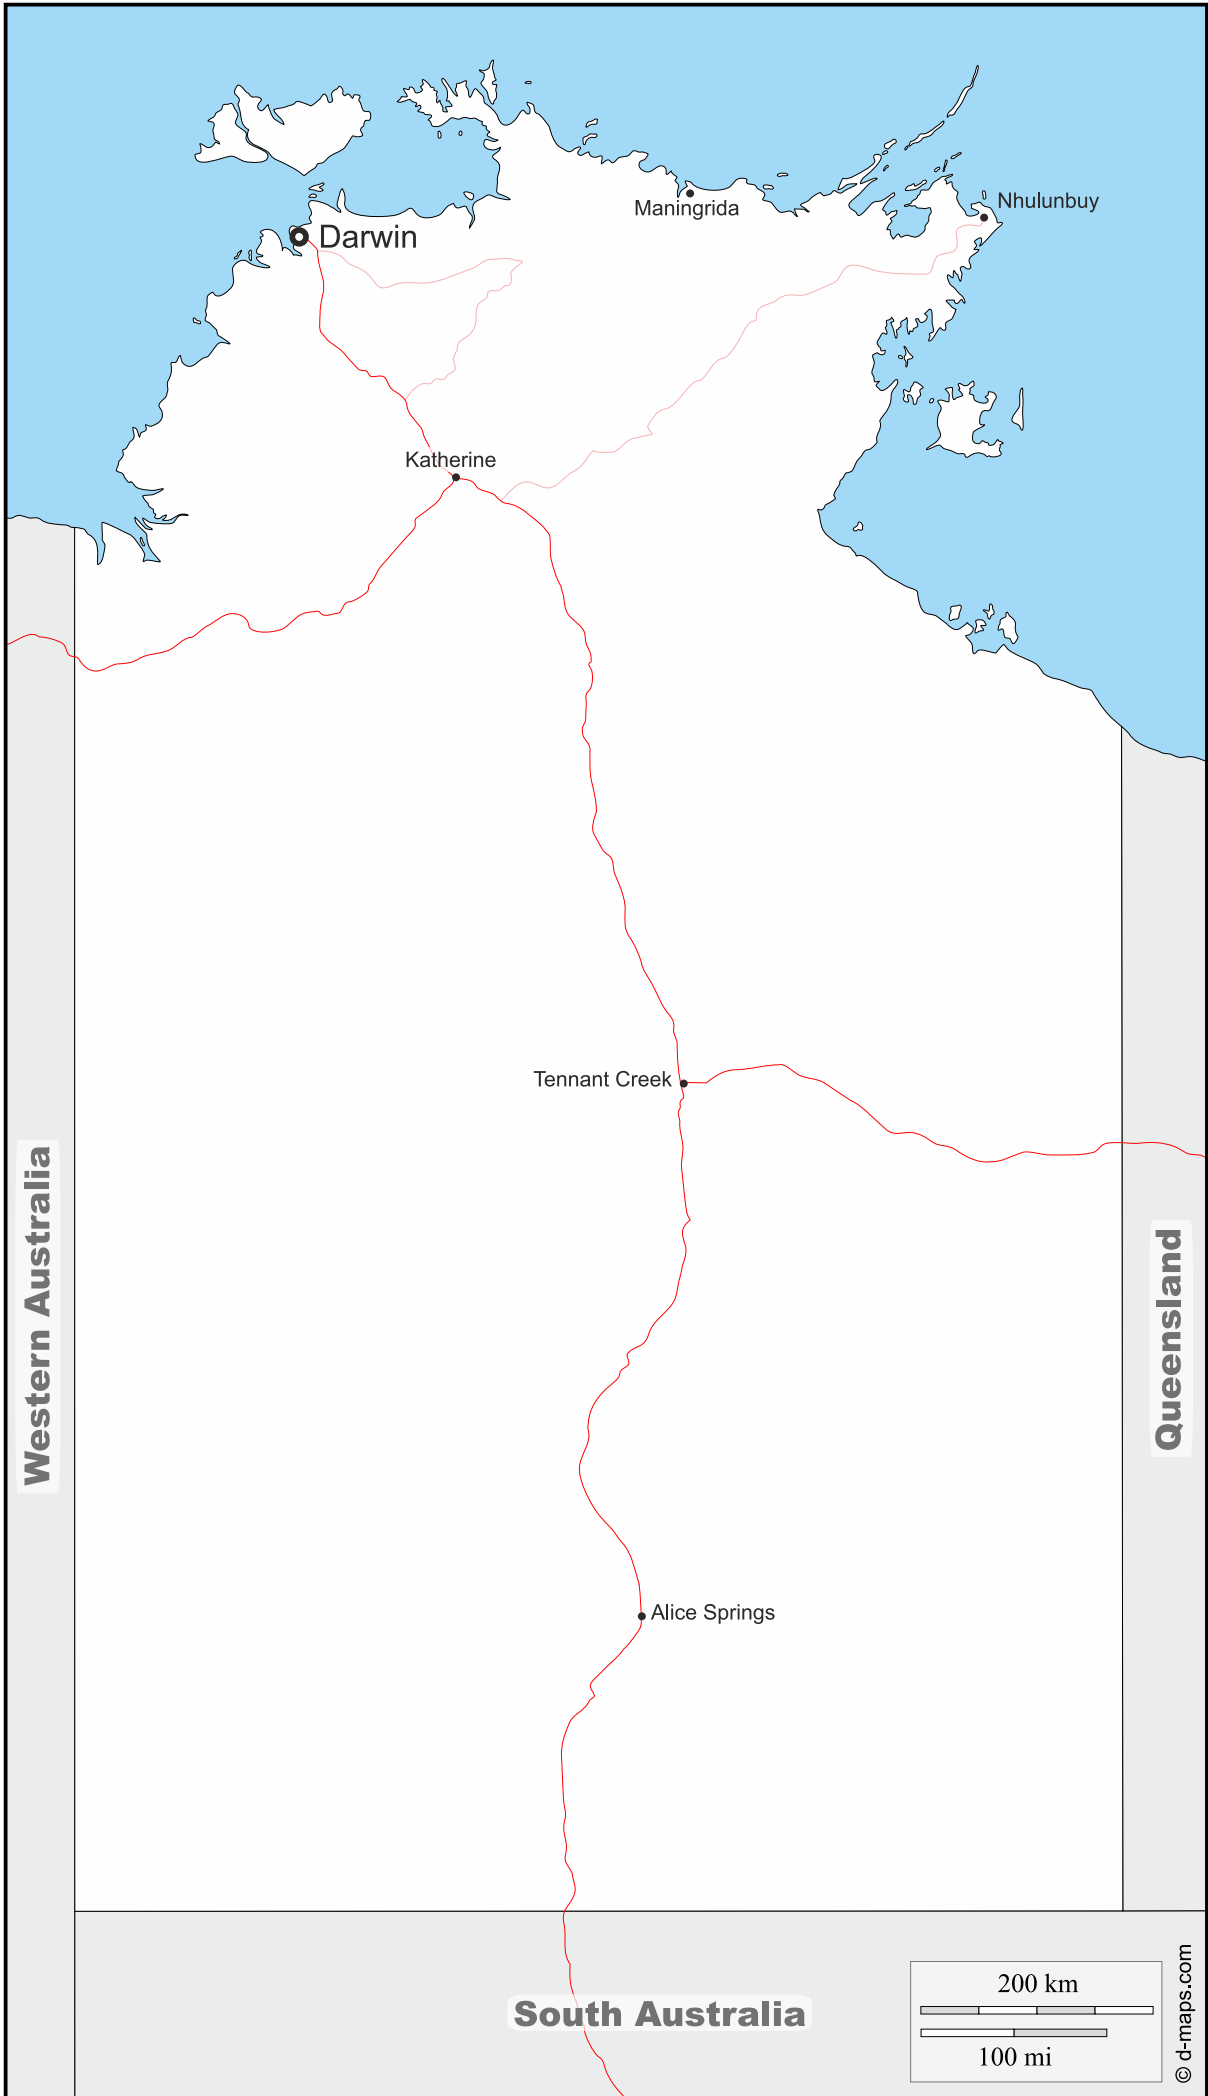 Maningrida
Nhulunbuy
Darwin
Katherine
Tennant Creek
Western Australia
Queensland
Alice Springs
South Australia
200 km
100 mi
© d-maps.com